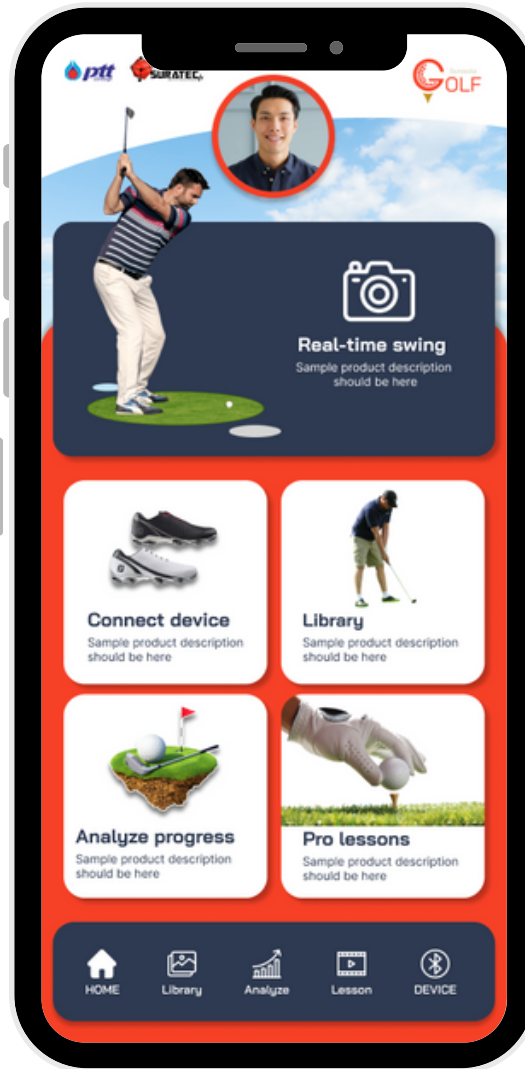 ptt
SURATEC
GOLF
Real-time swing
Sample product description
should be here
Connect device
Sample product description
should be here
Library
Sample product description
should be here
Analyze progress
Sample product description
should be here
Pro lessons
Sample product description
should be here
HOME
Library
Analyze
Lesson
DEVICE